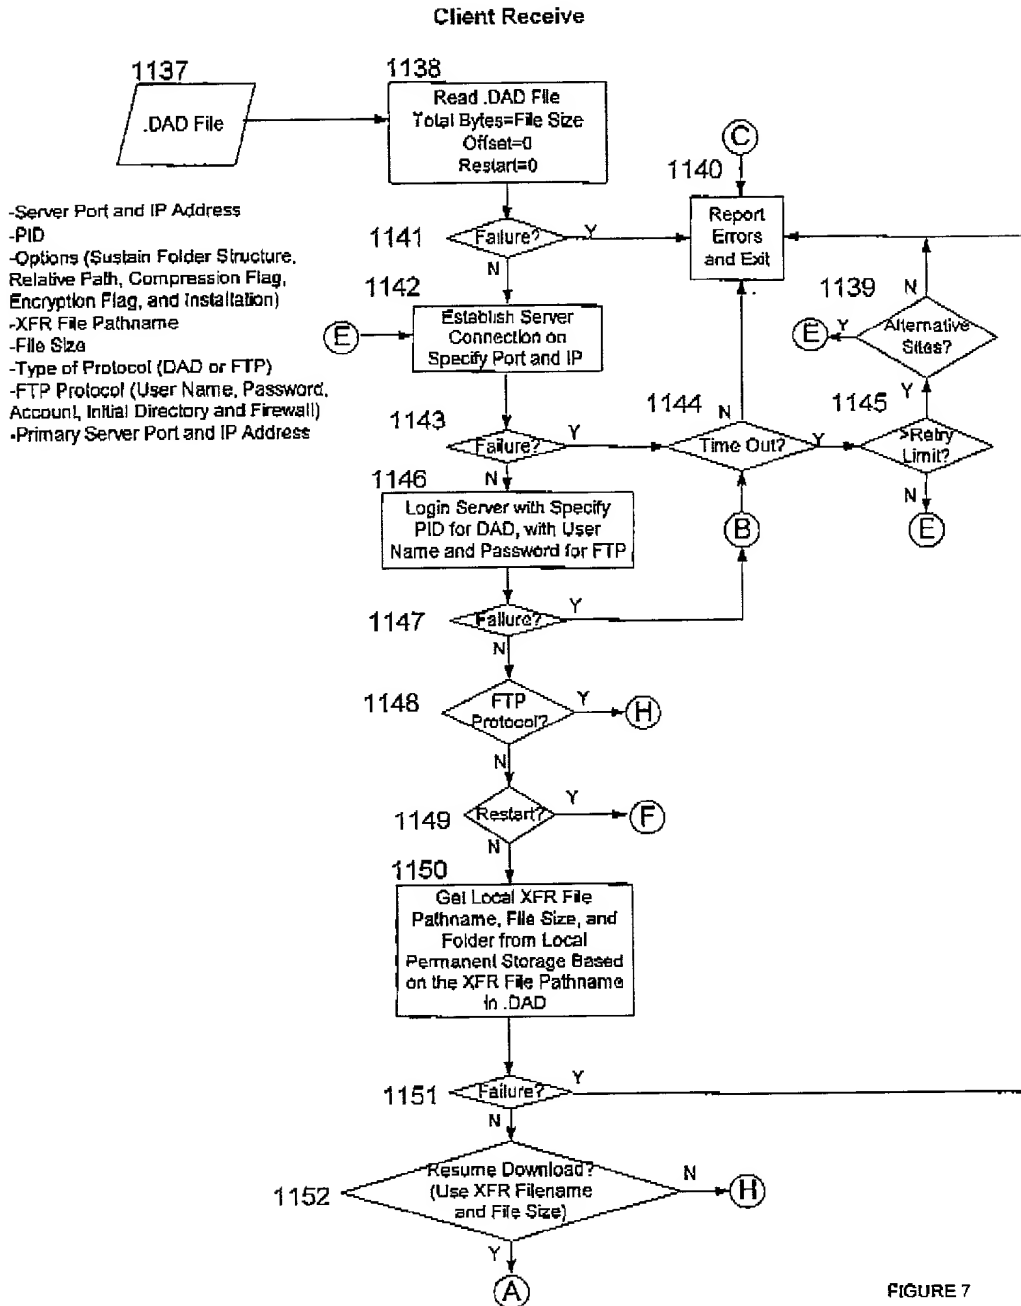 Client Receive
1137
.DAD File
1138
Read .DAD File
Total Bytes=File Size
Offset=0
Restart=0
C
1140
Report
Errors
and Exit
-Server Port and IP Address
-PID
-Options (Sustain Folder Structure,
Relative Path, Compression Flag,
Encryption Flag, and Installation)
-XFR File Pathname
-File Size
-Type of Protocol (DAD or FTP)
-FTP Protocol (User Name, Password,
Account, Initial Directory and Firewall)
-Primary Server Port and IP Address
1141
Failure?
Y
N
1142
E
Establish Server
Connection on
Specify Port and IP
1139
N
E
Y
Alternative
Sites?
Y
1143
Failure?
Y
N
1144
N
Time Out?
Y
1145
>Retry
Limit?
N
E
1146
Login Server with Specify
PID for DAD, with User
Name and Password for FTP
B
1147
Failure?
Y
N
1148
FTP
Protocol?
Y
H
N
1149
Restart?
Y
F
N
1150
Get Local XFR File
Pathname, File Size, and
Folder from Local
Permanent Storage Based
on the XFR File Pathname
in .DAD
1151
Failure?
Y
N
1152
Resume Download?
(Use XFR Filename
and File Size)
N
H
Y
A
FIGURE 7